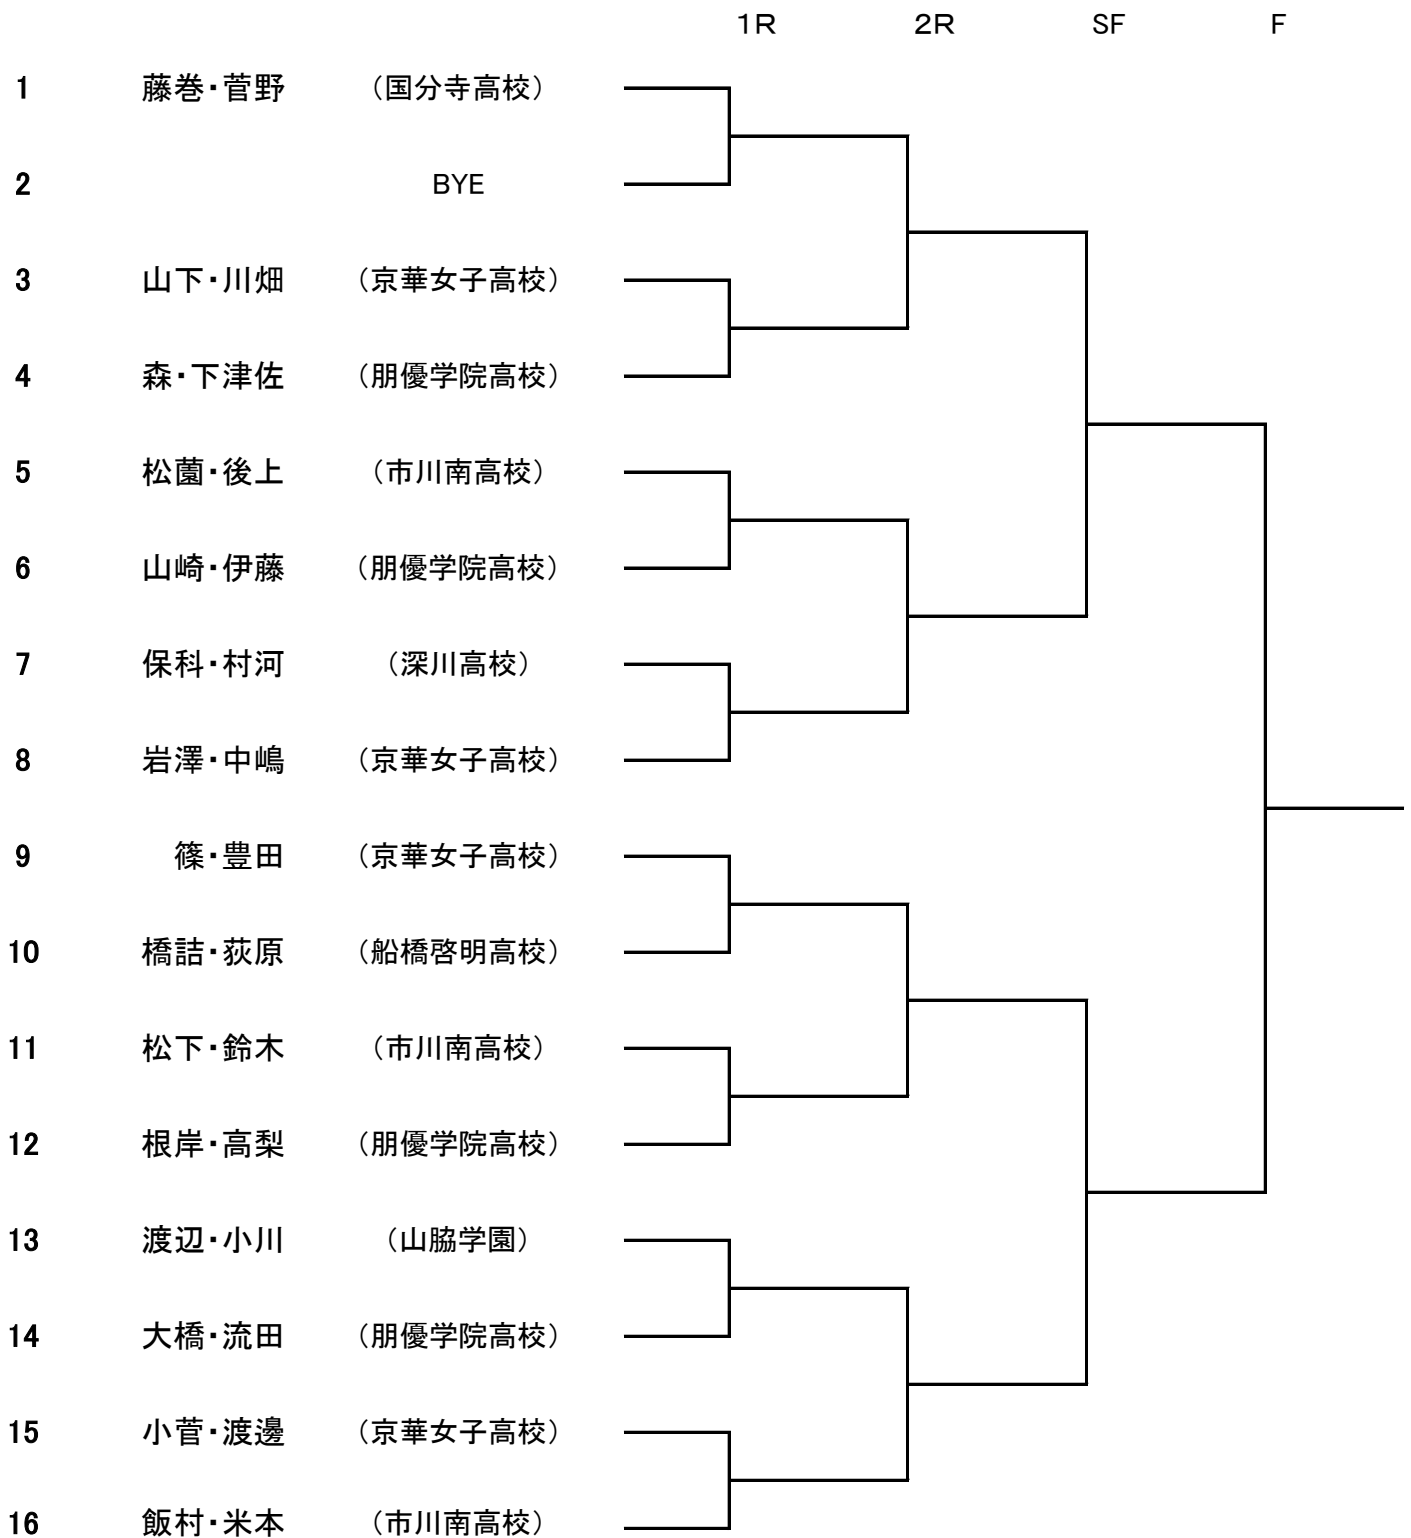 1R 2R SF F
1 藤巻・菅野 （国分寺高校）
2 BYE
3 山下・川畑 （京華女子高校）
4 森・下津佐 （朋優学院高校）
5 松薗・後上 （市川南高校）
6 山崎・伊藤 （朋優学院高校）
7 保科・村河 （深川高校）
8 岩澤・中嶋 （京華女子高校）
9 篠・豊田 （京華女子高校）
10 橋詰・荻原 （船橋啓明高校）
11 松下・鈴木 （市川南高校）
12 根岸・高梨 （朋優学院高校）
13 渡辺・小川 （山脇学園）
14 大橋・流田 （朋優学院高校）
15 小菅・渡邊 （京華女子高校）
16 飯村・米本 （市川南高校）